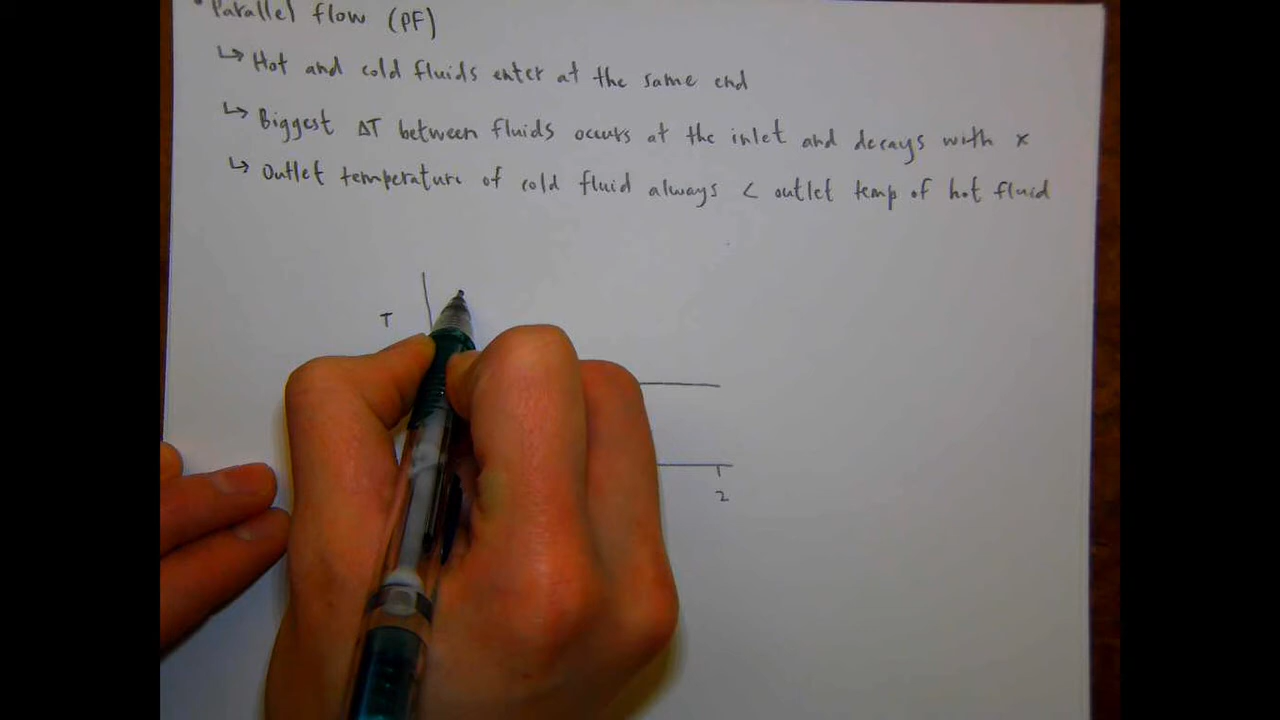 • Parallel flow (PF)
↳ Hot and cold fluids enter at the same end
↳ Biggest ΔT between fluids occurs at the inlet and decays with x
↳ Outlet temperature of cold fluid always < outlet temp of hot fluid
T
2